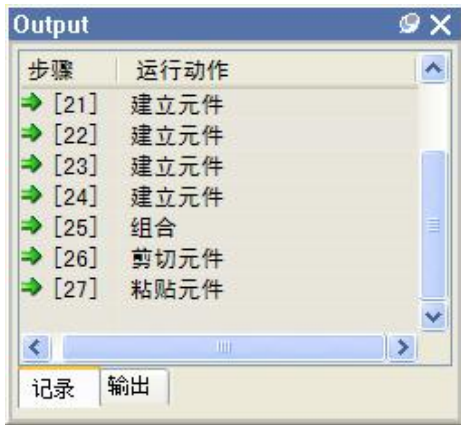 Output
步骤 运行动作
[21] 建立元件
[22] 建立元件
[23] 建立元件
[24] 建立元件
[25] 组合
[26] 剪切元件
[27] 粘贴元件
记录 输出